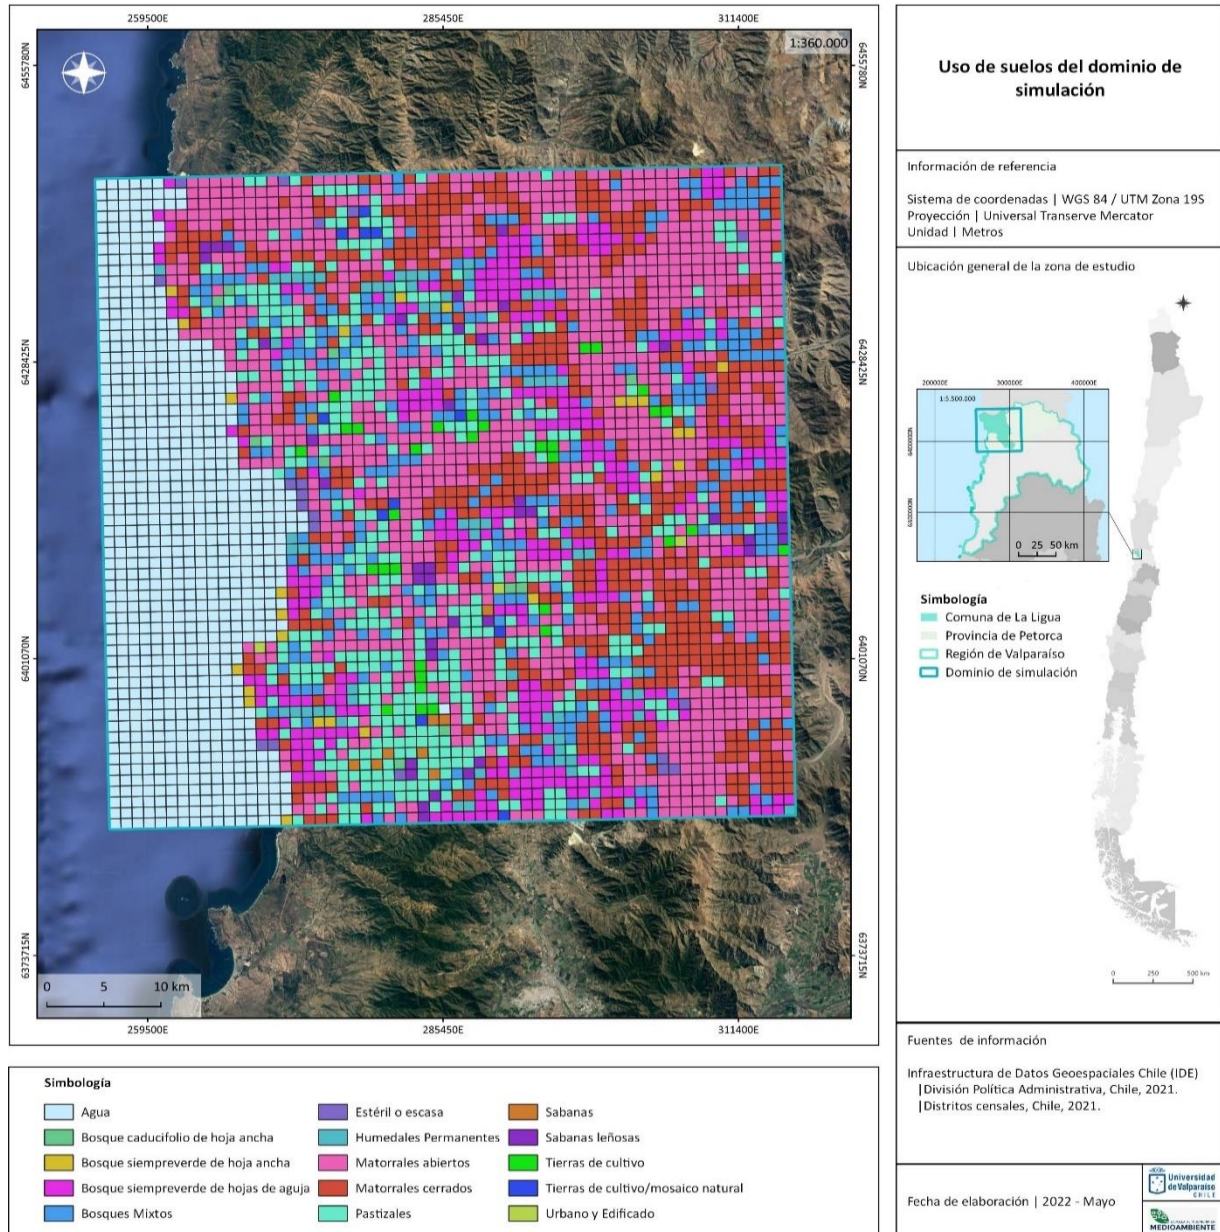 259500E
285450E
311400E
1:360.000
6455780N
6455780N
6428425N
6428425N
6401070N
6401070N
6373715N
6373715N
0 5 10 km
259500E
285450E
311400E
Simbología
Agua
Bosque caducifolio de hoja ancha
Bosque siempreverde de hoja ancha
Bosque siempreverde de hojas de aguja
Bosques Mixtos
Estéril o escasa
Humedales Permanentes
Matorrales abiertos
Matorrales cerrados
Pastizales
Sabanas
Sabanas leñosas
Tierras de cultivo
Tierras de cultivo/mosaico natural
Urbano y Edificado
Uso de suelos del dominio de
simulación
Información de referencia
Sistema de coordenadas | WGS 84 / UTM Zona 19S
Proyección | Universal Transerve Mercator
Unidad | Metros
Ubicación general de la zona de estudio
200000E
300000E
400000E
1:5.500.000
0 25 50 km
Simbología
Comuna de La Ligua
Provincia de Petorca
Región de Valparaíso
Dominio de simulación
0 250 500 km
Fuentes de información
Infraestructura de Datos Geoespaciales Chile (IDE)
|División Política Administrativa, Chile, 2021.
|Distritos censales, Chile, 2021.
Fecha de elaboración | 2022 - Mayo
Universidad
de Valparaíso
CHILE
MEDIOAMBIENTE